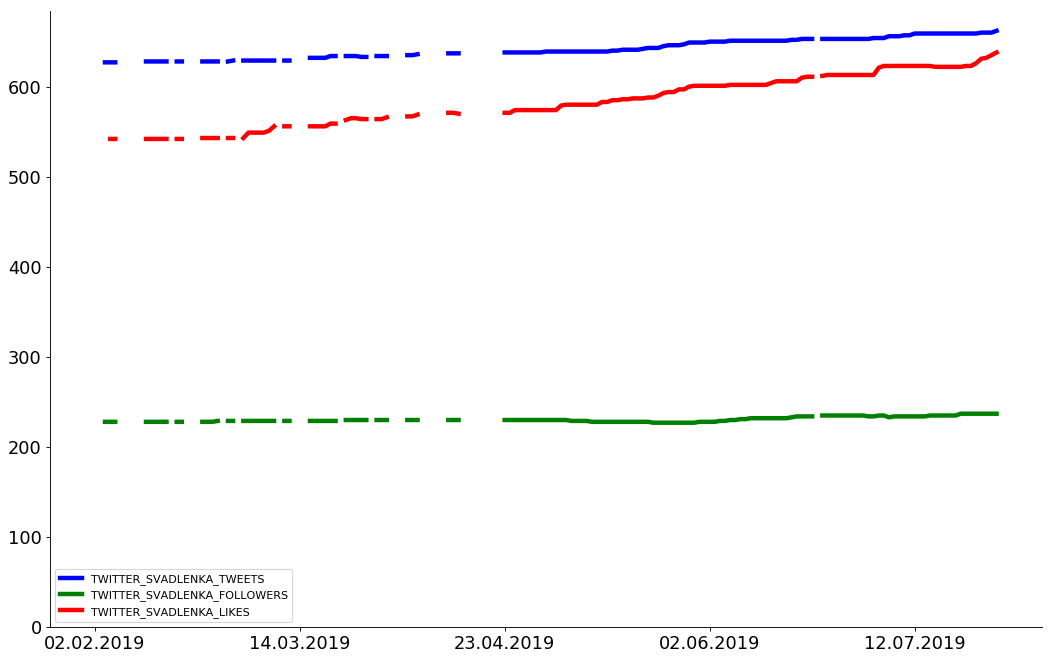 600
500
400
300
200
100
0
TWITTER_SVADLENKA_TWEETS
TWITTER_SVADLENKA_FOLLOWERS
TWITTER_SVADLENKA_LIKES
02.02.2019 14.03.2019 23.04.2019 02.06.2019 12.07.2019